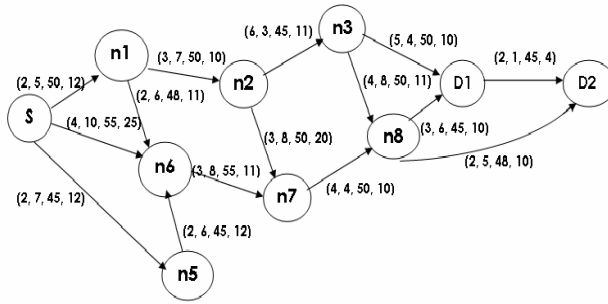 (6, 3, 45, 11)
n3
n1
(3, 7, 50, 10)
(5, 4, 50, 10)
(2, 5, 50, 12)
n2
(4, 8, 50, 11)
D1
(2, 1, 45, 4)
D2
(2, 6, 48, 11)
S
(4, 10, 55, 25)
n8
(3, 6, 45, 10)
(3, 8, 50, 20)
n6
(3, 8, 55, 11)
(2, 5, 48, 10)
n7
(4, 4, 50, 10)
(2, 7, 45, 12)
(2, 6, 45, 12)
n5